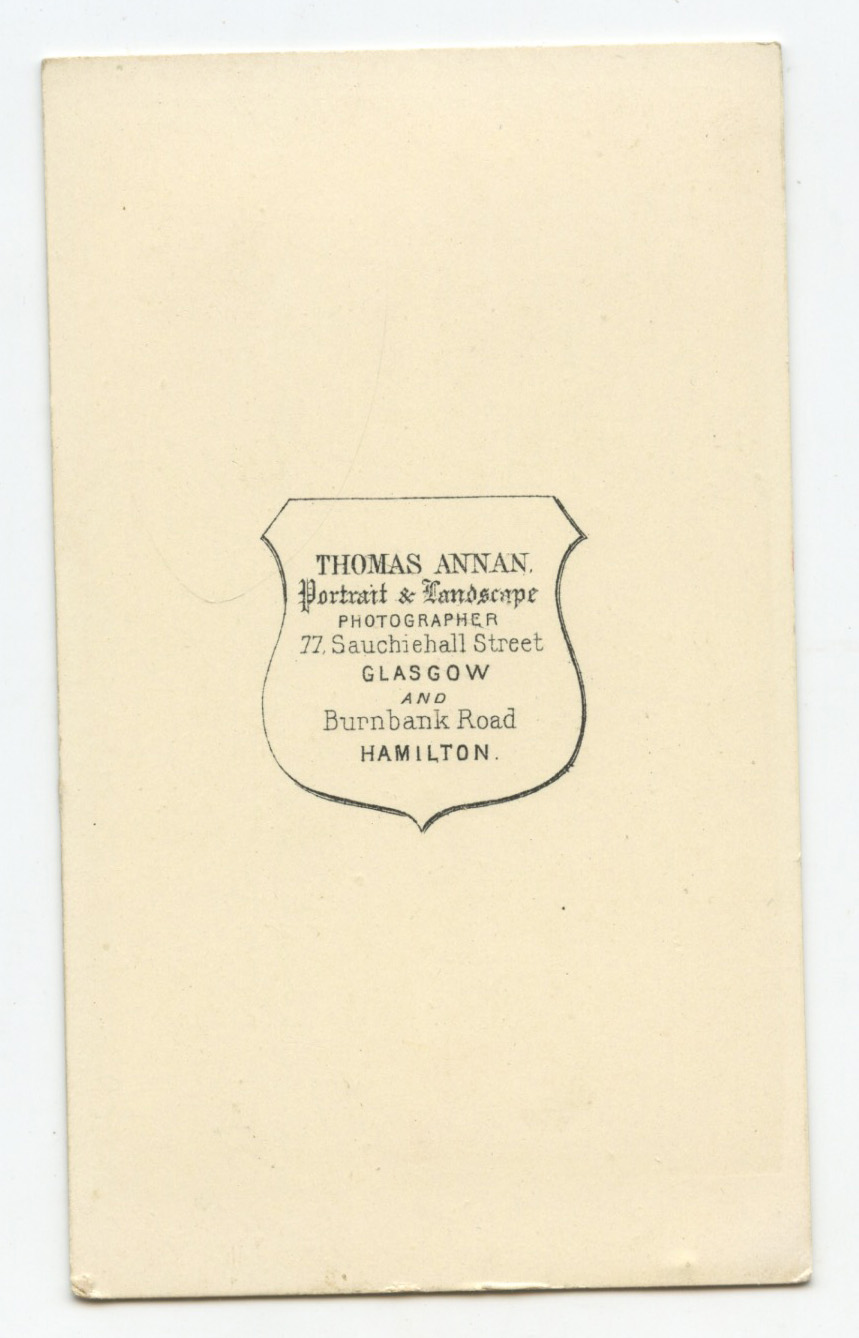 THOMAS ANNAN.
Portrait & Landscape
PHOTOGRAPHER
77, Sauchiehall Street
GLASGOW
AND
Burnbank Road
HAMILTON.